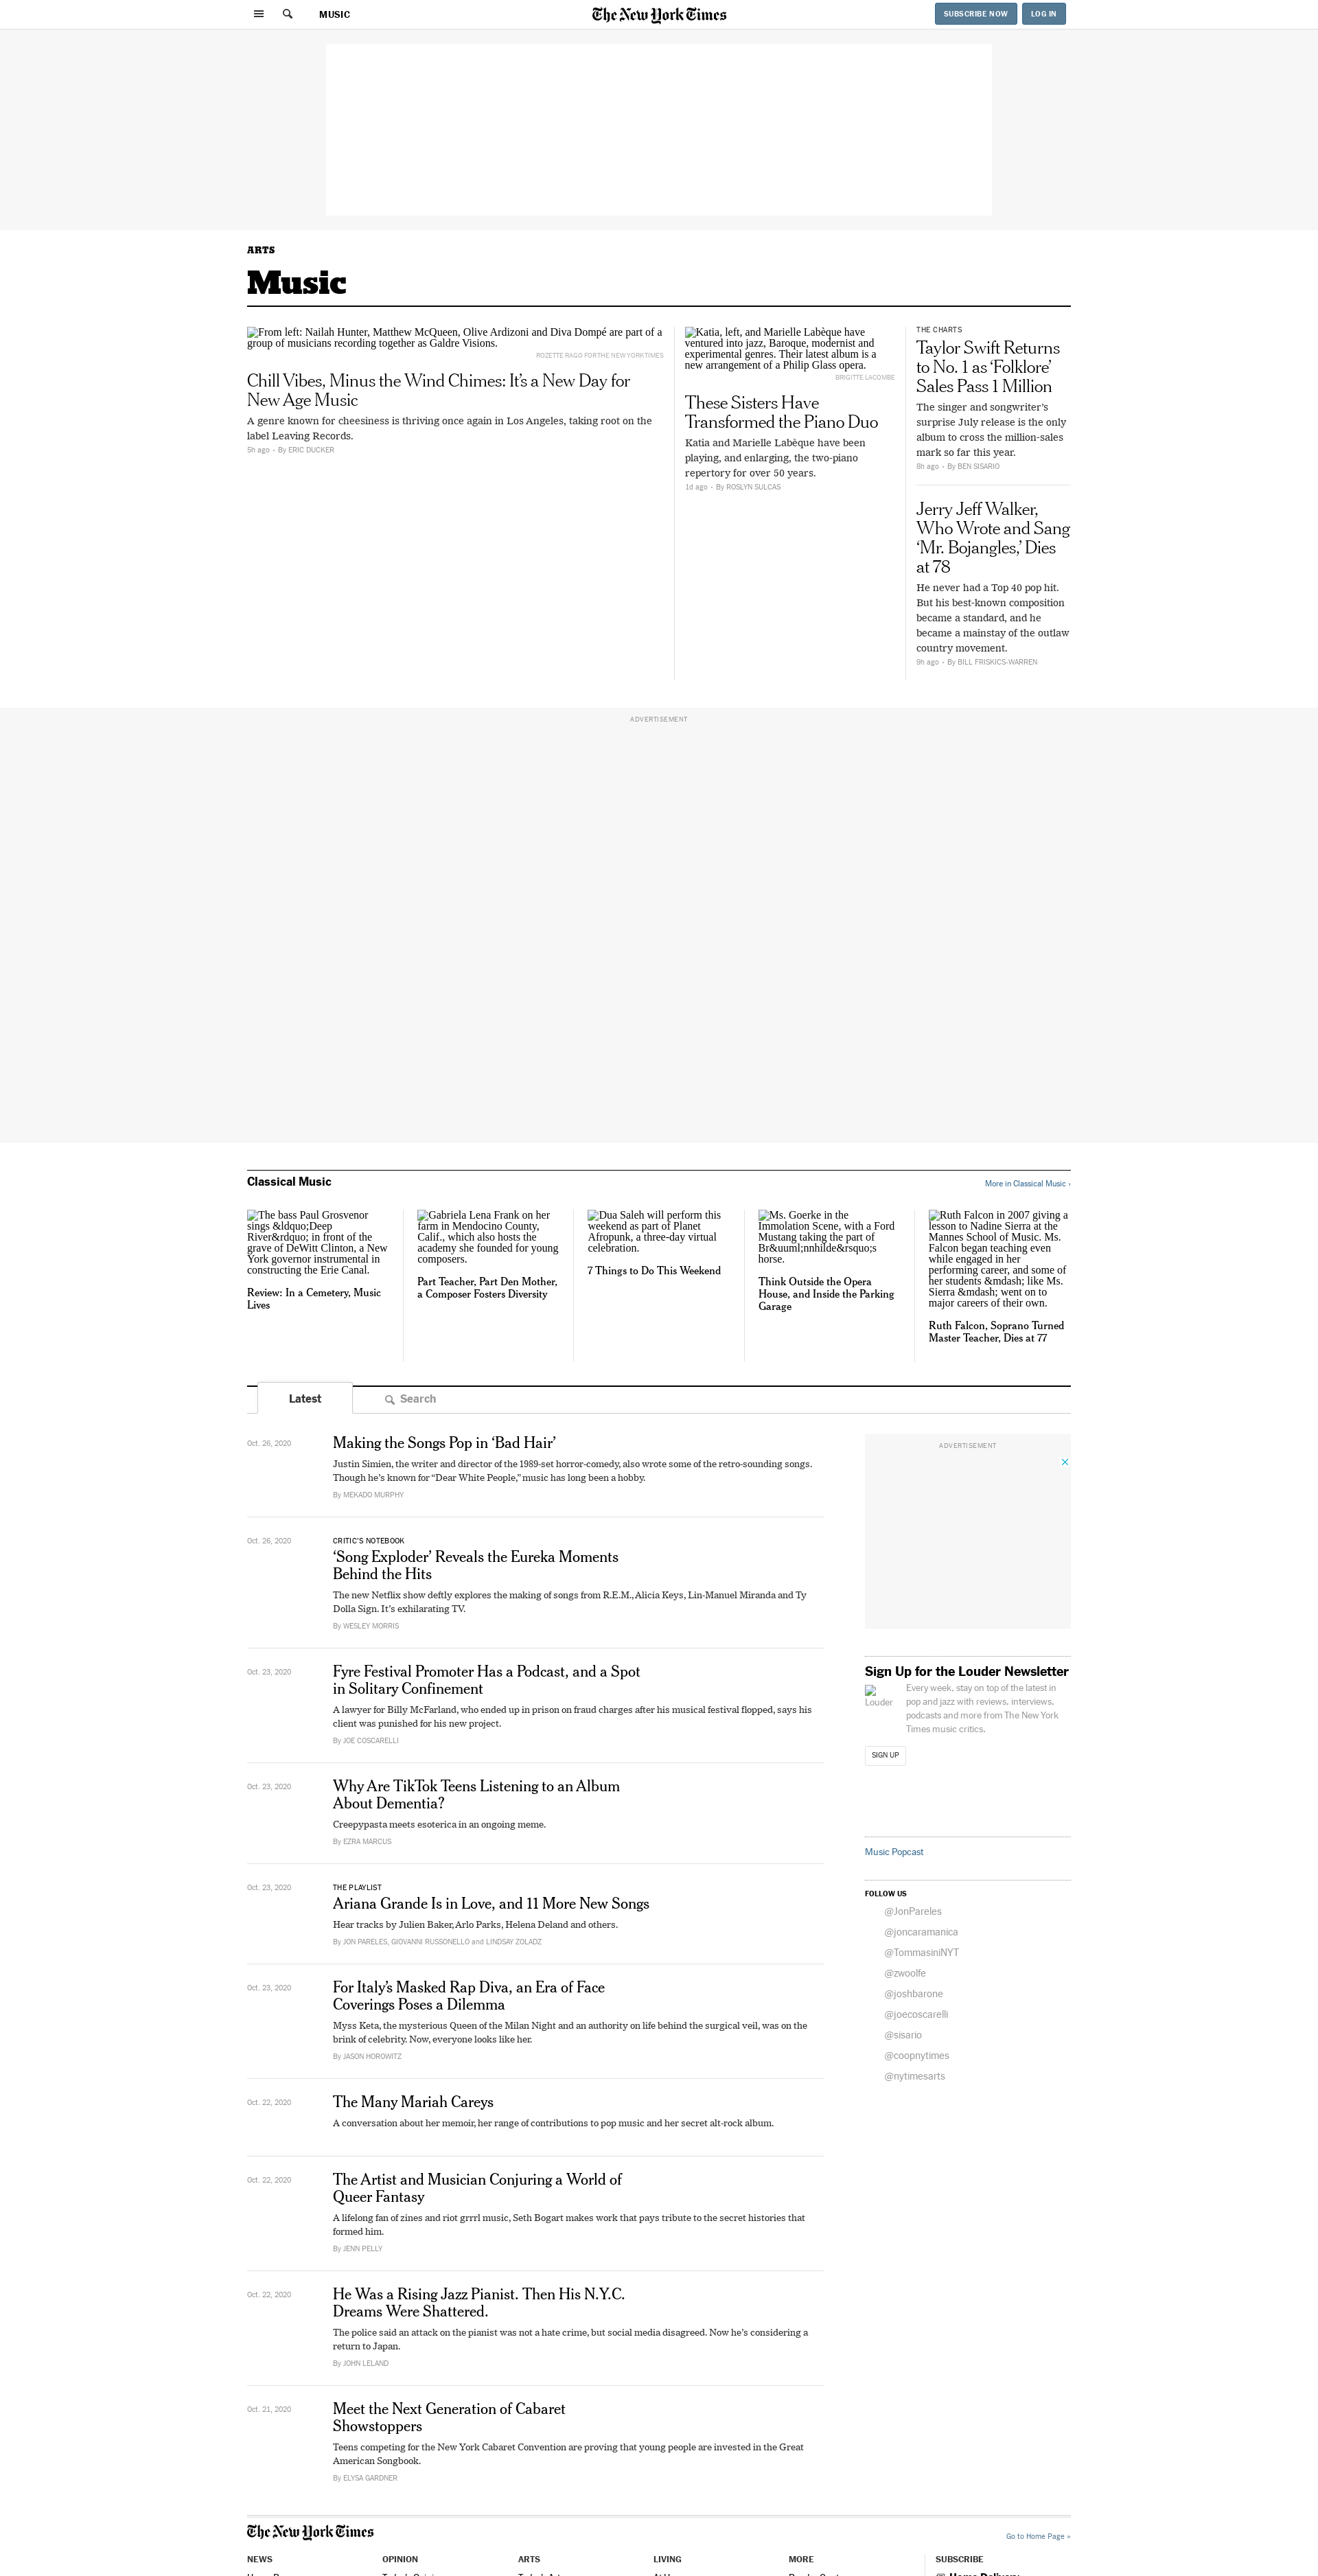 MUSIC
The New York Times
SUBSCRIBE NOW
LOG IN
ARTS
Music
From left: Nailah Hunter, Matthew McQueen, Olive Ardizoni and Diva Dompé are part of a
group of musicians recording together as Galdre Visions.
ROZETTE RAGO FOR THE NEW YORK TIMES
Chill Vibes, Minus the Wind Chimes: It’s a New Day for
New Age Music
A genre known for cheesiness is thriving once again in Los Angeles, taking root on the
label Leaving Records.
5h ago • By ERIC DUCKER
Katia, left, and Marielle Labèque have
ventured into jazz, Baroque, modernist and
experimental genres. Their latest album is a
new arrangement of a Philip Glass opera.
BRIGITTE LACOMBE
These Sisters Have
Transformed the Piano Duo
Katia and Marielle Labèque have been
playing, and enlarging, the two-piano
repertory for over 50 years.
1d ago • By ROSLYN SULCAS
THE CHARTS
Taylor Swift Returns
to No. 1 as ‘Folklore’
Sales Pass 1 Million
The singer and songwriter’s
surprise July release is the only
album to cross the million-sales
mark so far this year.
8h ago • By BEN SISARIO
Jerry Jeff Walker,
Who Wrote and Sang
‘Mr. Bojangles,’ Dies
at 78
He never had a Top 40 pop hit.
But his best-known composition
became a standard, and he
became a mainstay of the outlaw
country movement.
9h ago • By BILL FRISKICS-WARREN
ADVERTISEMENT
Classical Music
More in Classical Music ›
The bass Paul Grosvenor
sings &ldquo;Deep
River&rdquo; in front of the
grave of DeWitt Clinton, a New
York governor instrumental in
constructing the Erie Canal.
Review: In a Cemetery, Music
Lives
Gabriela Lena Frank on her
farm in Mendocino County,
Calif., which also hosts the
academy she founded for young
composers.
Part Teacher, Part Den Mother,
a Composer Fosters Diversity
Dua Saleh will perform this
weekend as part of Planet
Afropunk, a three-day virtual
celebration.
7 Things to Do This Weekend
Ms. Goerke in the
Immolation Scene, with a Ford
Mustang taking the part of
Br&uuml;nnhilde&rsquo;s
horse.
Think Outside the Opera
House, and Inside the Parking
Garage
Ruth Falcon in 2007 giving a
lesson to Nadine Sierra at the
Mannes School of Music. Ms.
Falcon began teaching even
while engaged in her
performing career, and some of
her students &mdash; like Ms.
Sierra &mdash; went on to
major careers of their own.
Ruth Falcon, Soprano Turned
Master Teacher, Dies at 77
Latest
Search
Oct. 26, 2020
Making the Songs Pop in ‘Bad Hair’
Justin Simien, the writer and director of the 1989-set horror-comedy, also wrote some of the retro-sounding songs.
Though he’s known for “Dear White People,” music has long been a hobby.
By MEKADO MURPHY
Oct. 26, 2020
CRITIC’S NOTEBOOK
‘Song Exploder’ Reveals the Eureka Moments
Behind the Hits
The new Netflix show deftly explores the making of songs from R.E.M., Alicia Keys, Lin-Manuel Miranda and Ty
Dolla Sign. It’s exhilarating TV.
By WESLEY MORRIS
Oct. 23, 2020
Fyre Festival Promoter Has a Podcast, and a Spot
in Solitary Confinement
A lawyer for Billy McFarland, who ended up in prison on fraud charges after his musical festival flopped, says his
client was punished for his new project.
By JOE COSCARELLI
Oct. 23, 2020
Why Are TikTok Teens Listening to an Album
About Dementia?
Creepypasta meets esoterica in an ongoing meme.
By EZRA MARCUS
Oct. 23, 2020
THE PLAYLIST
Ariana Grande Is in Love, and 11 More New Songs
Hear tracks by Julien Baker, Arlo Parks, Helena Deland and others.
By JON PARELES, GIOVANNI RUSSONELLO and LINDSAY ZOLADZ
Oct. 23, 2020
For Italy’s Masked Rap Diva, an Era of Face
Coverings Poses a Dilemma
Myss Keta, the mysterious Queen of the Milan Night and an authority on life behind the surgical veil, was on the
brink of celebrity. Now, everyone looks like her.
By JASON HOROWITZ
Oct. 22, 2020
The Many Mariah Careys
A conversation about her memoir, her range of contributions to pop music and her secret alt-rock album.
Oct. 22, 2020
The Artist and Musician Conjuring a World of
Queer Fantasy
A lifelong fan of zines and riot grrrl music, Seth Bogart makes work that pays tribute to the secret histories that
formed him.
By JENN PELLY
Oct. 22, 2020
He Was a Rising Jazz Pianist. Then His N.Y.C.
Dreams Were Shattered.
The police said an attack on the pianist was not a hate crime, but social media disagreed. Now he’s considering a
return to Japan.
By JOHN LELAND
Oct. 21, 2020
Meet the Next Generation of Cabaret
Showstoppers
Teens competing for the New York Cabaret Convention are proving that young people are invested in the Great
American Songbook.
By ELYSA GARDNER
ADVERTISEMENT
Sign Up for the Louder Newsletter
Louder
Every week, stay on top of the latest in
pop and jazz with reviews, interviews,
podcasts and more from The New York
Times music critics.
SIGN UP
Music Popcast
FOLLOW US
@JonPareles
@joncaramanica
@TommasiniNYT
@zwoolfe
@joshbarone
@joecoscarelli
@sisario
@coopnytimes
@nytimesarts
The New York Times
Go to Home Page »
NEWS
OPINION
ARTS
LIVING
MORE
SUBSCRIBE